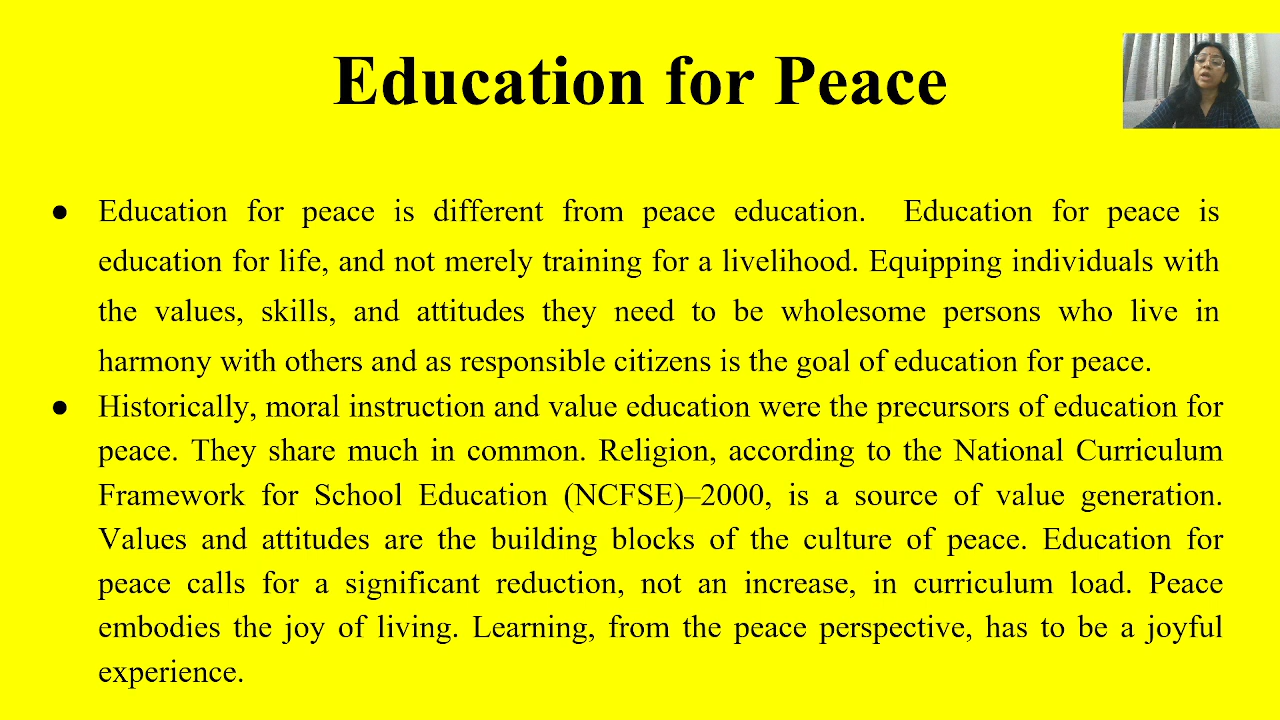 Education for Peace
● Education for peace is different from peace education. Education for peace is
education for life, and not merely training for a livelihood. Equipping individuals with
the values, skills, and attitudes they need to be wholesome persons who live in
harmony with others and as responsible citizens is the goal of education for peace.
● Historically, moral instruction and value education were the precursors of education for
peace. They share much in common. Religion, according to the National Curriculum
Framework for School Education (NCFSE)–2000, is a source of value generation.
Values and attitudes are the building blocks of the culture of peace. Education for
peace calls for a significant reduction, not an increase, in curriculum load. Peace
embodies the joy of living. Learning, from the peace perspective, has to be a joyful
experience.